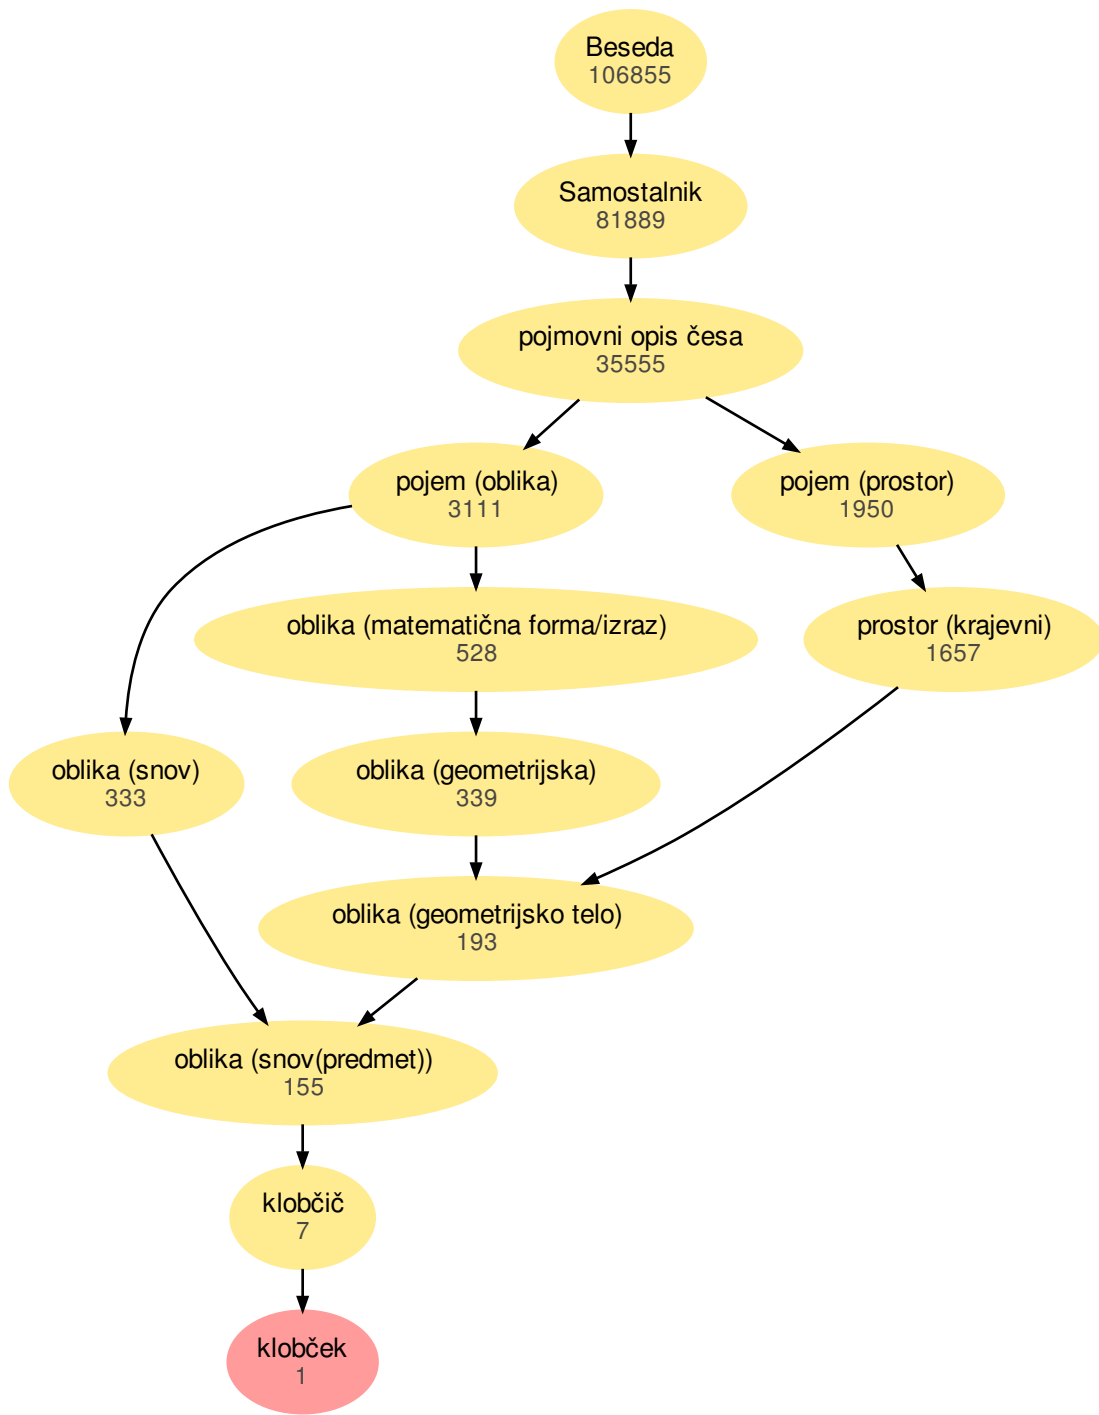 Beseda
106855
Samostalnik
81889
pojmovni opis česa
35555
pojem (oblika)
3111
pojem (prostor)
1950
oblika (matematična forma/izraz)
528
prostor (krajevni)
1657
oblika (snov)
333
oblika (geometrijska)
339
oblika (geometrijsko telo)
193
oblika (snov(predmet))
155
klobčič
7
klobček
1